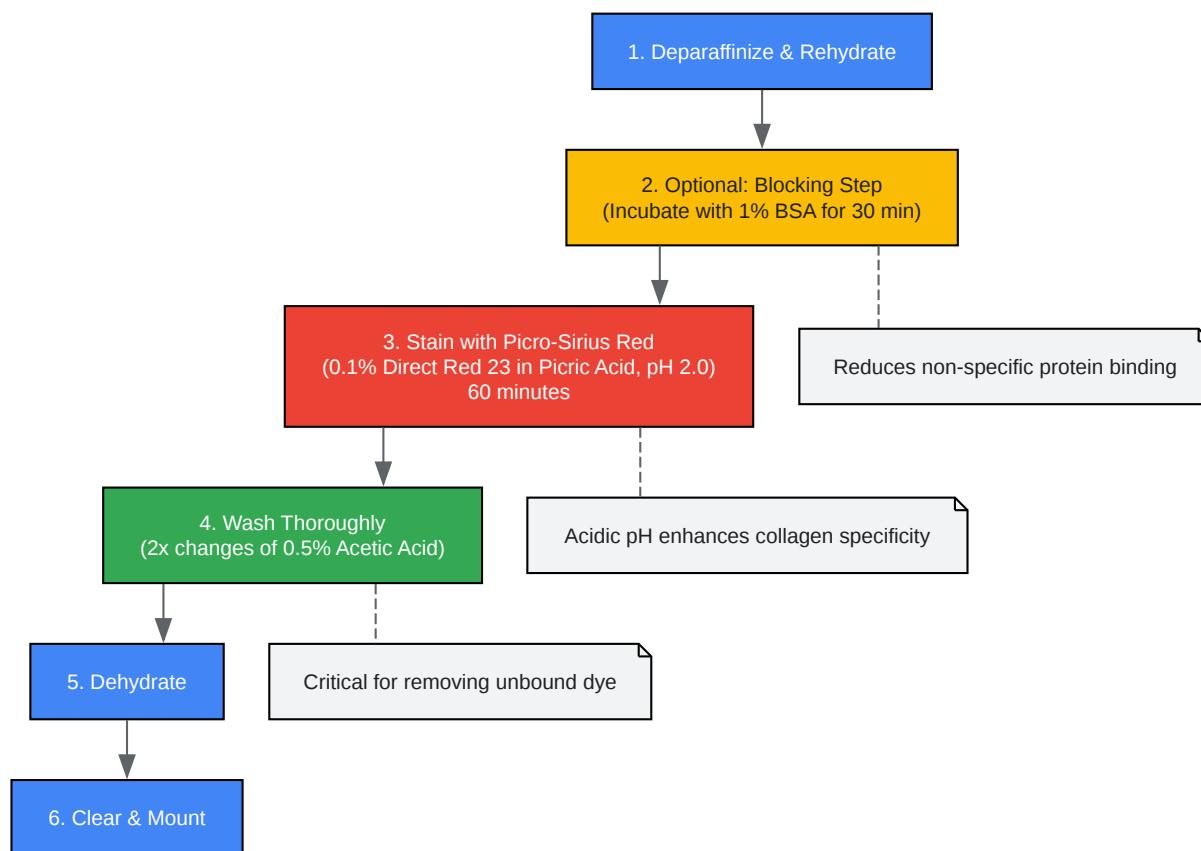 1. Deparaffinize & Rehydrate
2. Optional: Blocking Step
(Incubate with 1% BSA for 30 min)
3. Stain with Picro-Sirius Red
(0.1% Direct Red 23 in Picric Acid, pH 2.0)
60 minutes
Reduces non-specific protein binding
4. Wash Thoroughly
(2x changes of 0.5% Acetic Acid)
Acidic pH enhances collagen specificity
5. Dehydrate
Critical for removing unbound dye
6. Clear & Mount